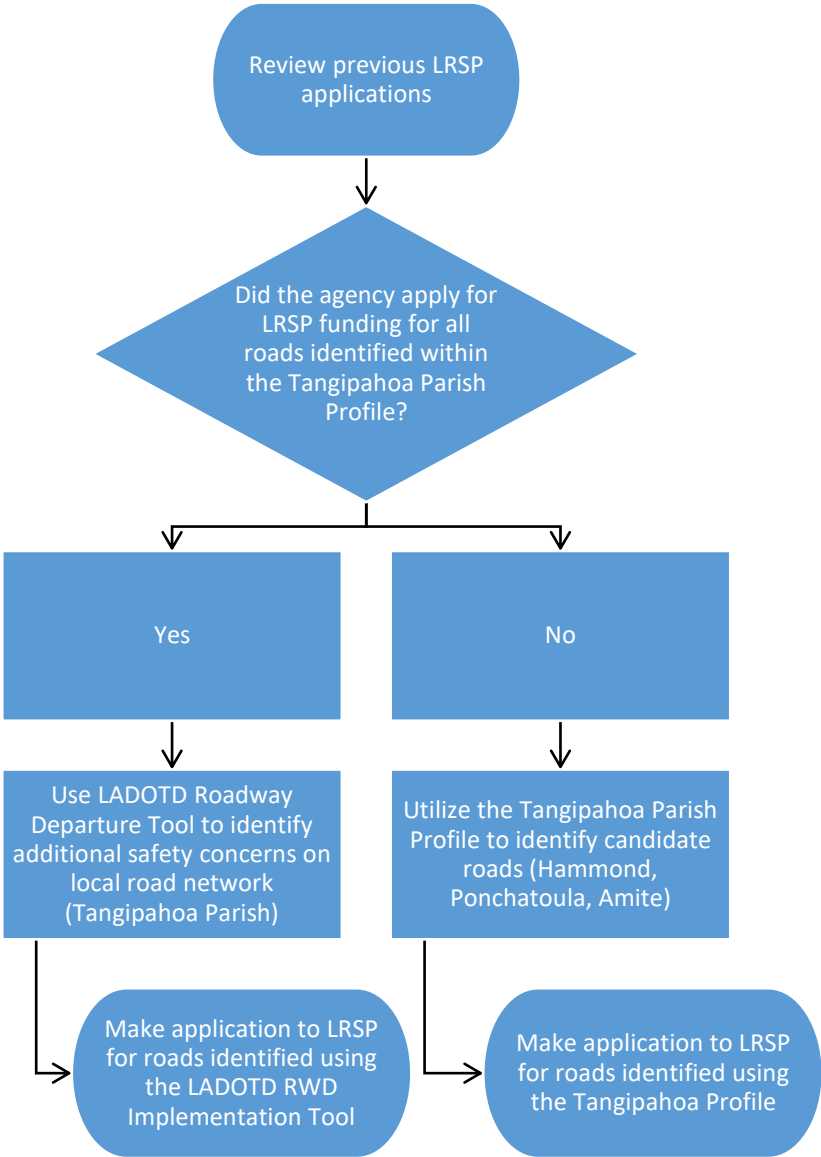 Review previous LRSP
applications
Did the agency apply for
LRSP funding for all
roads identified within
the Tangipahoa Parish
Profile?
Yes
No
Use LADOTD Roadway
Departure Tool to identify
additional safety concerns on
local road network
(Tangipahoa Parish)
Utilize the Tangipahoa Parish
Profile to identify candidate
roads (Hammond,
Ponchatoula, Amite)
Make application to LRSP
for roads identified using
the LADOTD RWD
Implementation Tool
Make application to LRSP
for roads identified using
the Tangipahoa Profile